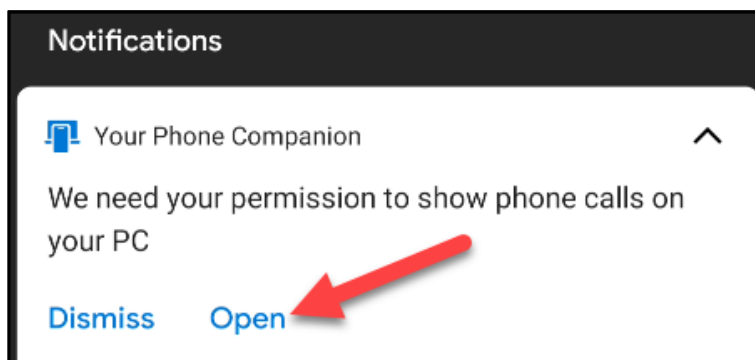 Notifications
Your Phone Companion
We need your permission to show phone calls on
your PC
Dismiss Open